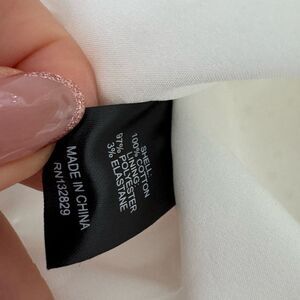 SHELL:
100% COTTON
LINING:
97% POLYESTER
3% ELASTANE
MADE IN CHINA
RN132829